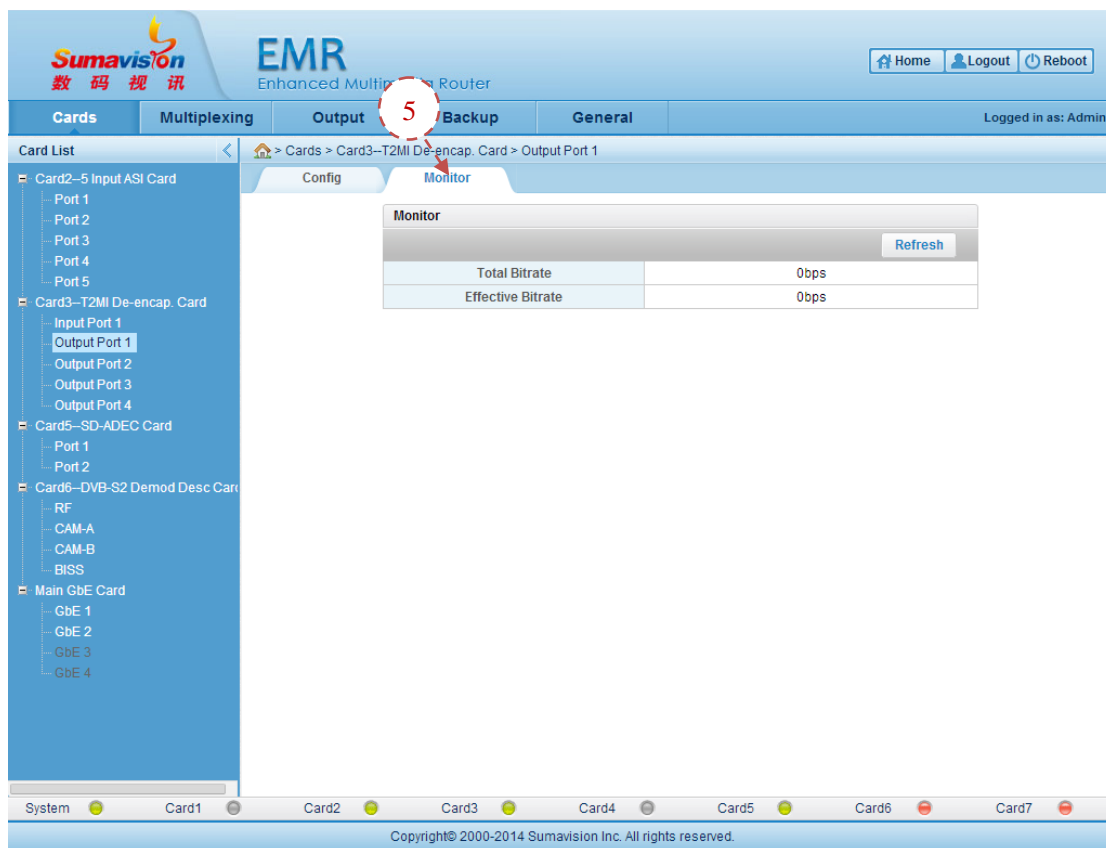 Sumavision
数 码 视 讯
EMR
Enhanced Multimedia Router
Home Logout Reboot
Cards Multiplexing Output Backup General Logged in as: Admin
5
Card List
> Cards > Card3--T2MI De-encap. Card > Output Port 1
Config Monitor
Card2--5 Input ASI Card
Port 1
Port 2
Port 3
Port 4
Port 5
Card3--T2MI De-encap. Card
Input Port 1
Output Port 1
Output Port 2
Output Port 3
Output Port 4
Card5--SD-ADEC Card
Port 1
Port 2
Card6--DVB-S2 Demod Desc Card
RF
CAM-A
CAM-B
BISS
Main GbE Card
GbE 1
GbE 2
GbE 3
GbE 4
Monitor
Refresh
Total Bitrate 0bps
Effective Bitrate 0bps
System Card1 Card2 Card3 Card4 Card5 Card6 Card7
Copyright© 2000-2014 Sumavision Inc. All rights reserved.